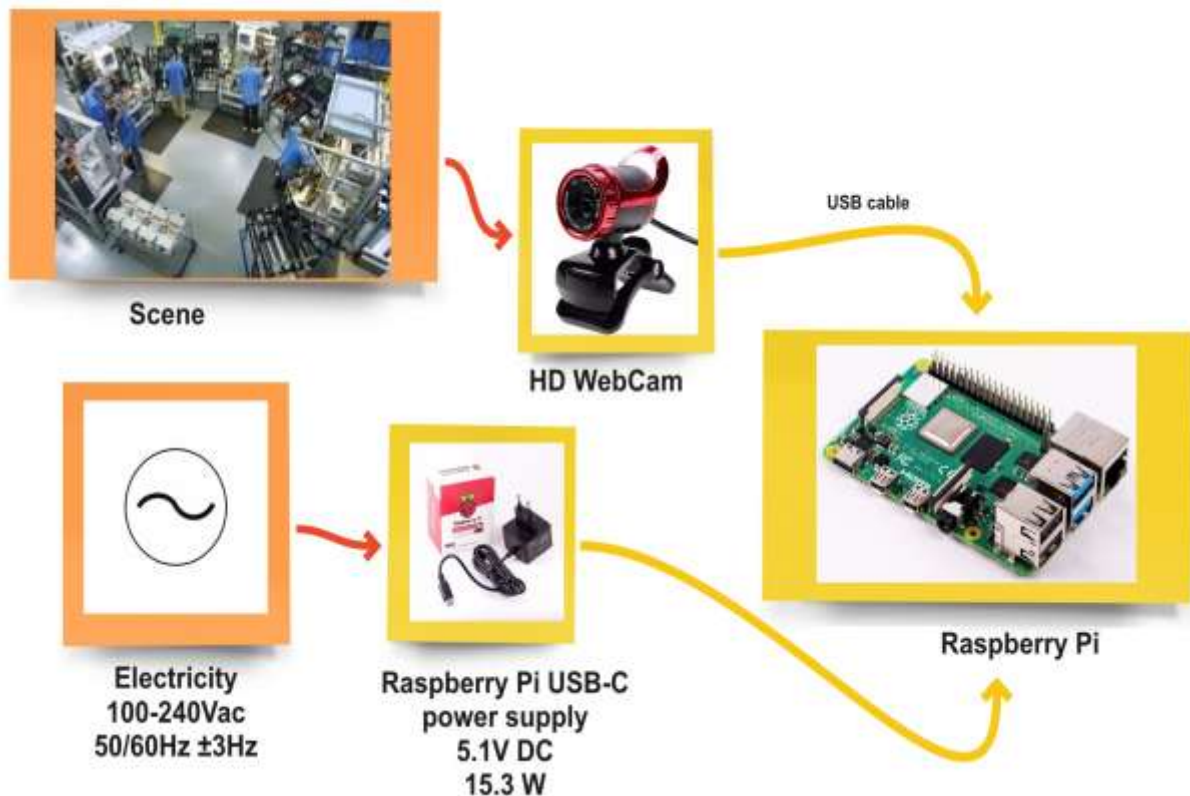 Scene
USB cable
HD WebCam
Raspberry Pi
Electricity
100-240Vac
50/60Hz ±3Hz
Raspberry Pi USB-C
power supply
5.1V DC
15.3 W